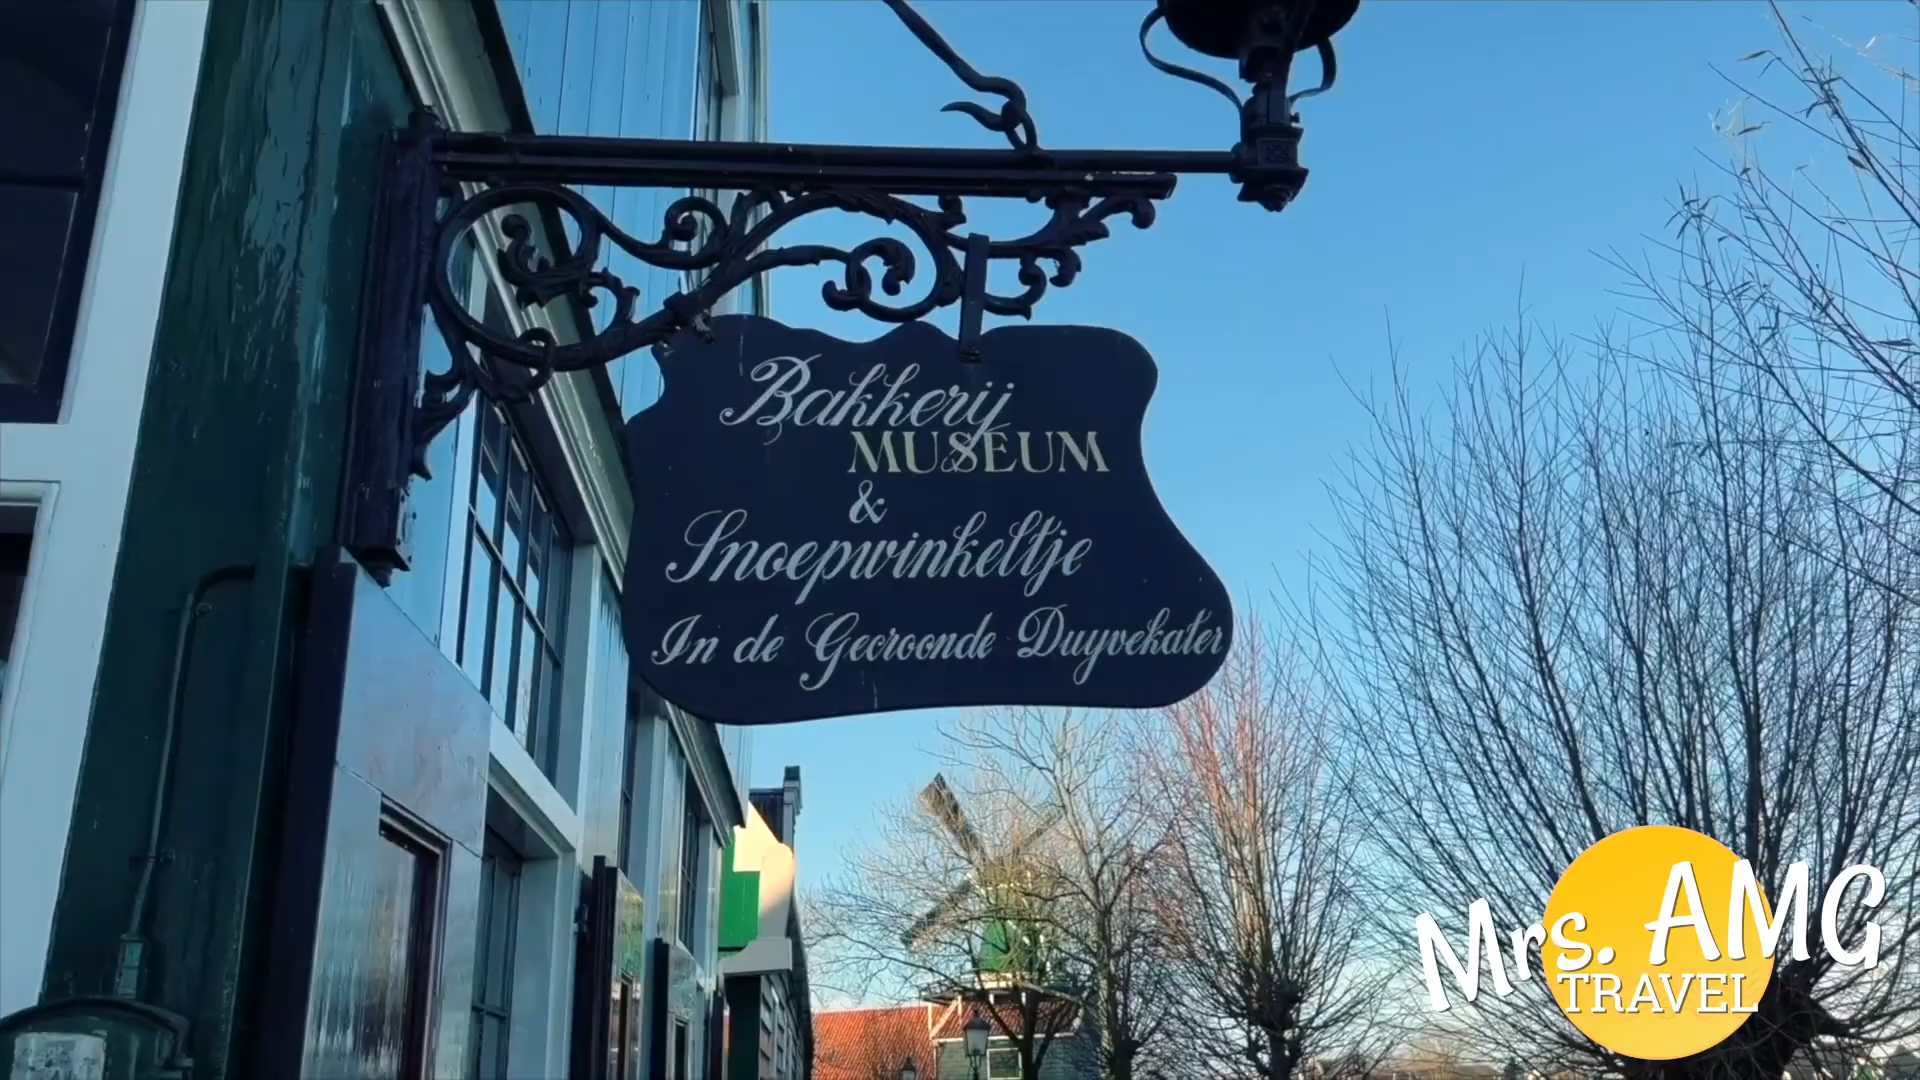 Bakkerij
MUSEUM
&
Snoepwinkeltje
In de Gecroonde Duyvekater
Mrs. AMG
TRAVEL